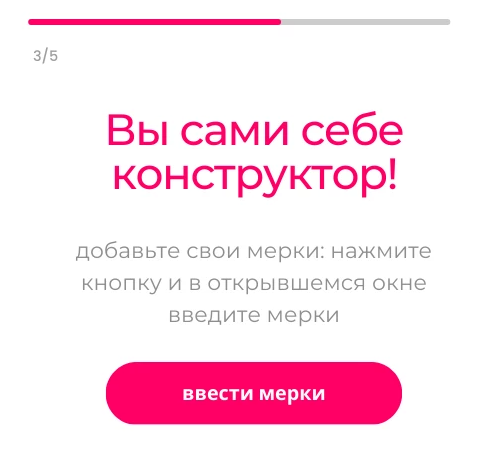 3/5
Вы сами себе
конструктор!
добавьте свои мерки: нажмите
кнопку и в открывшемся окне
введите мерки
ввести мерки